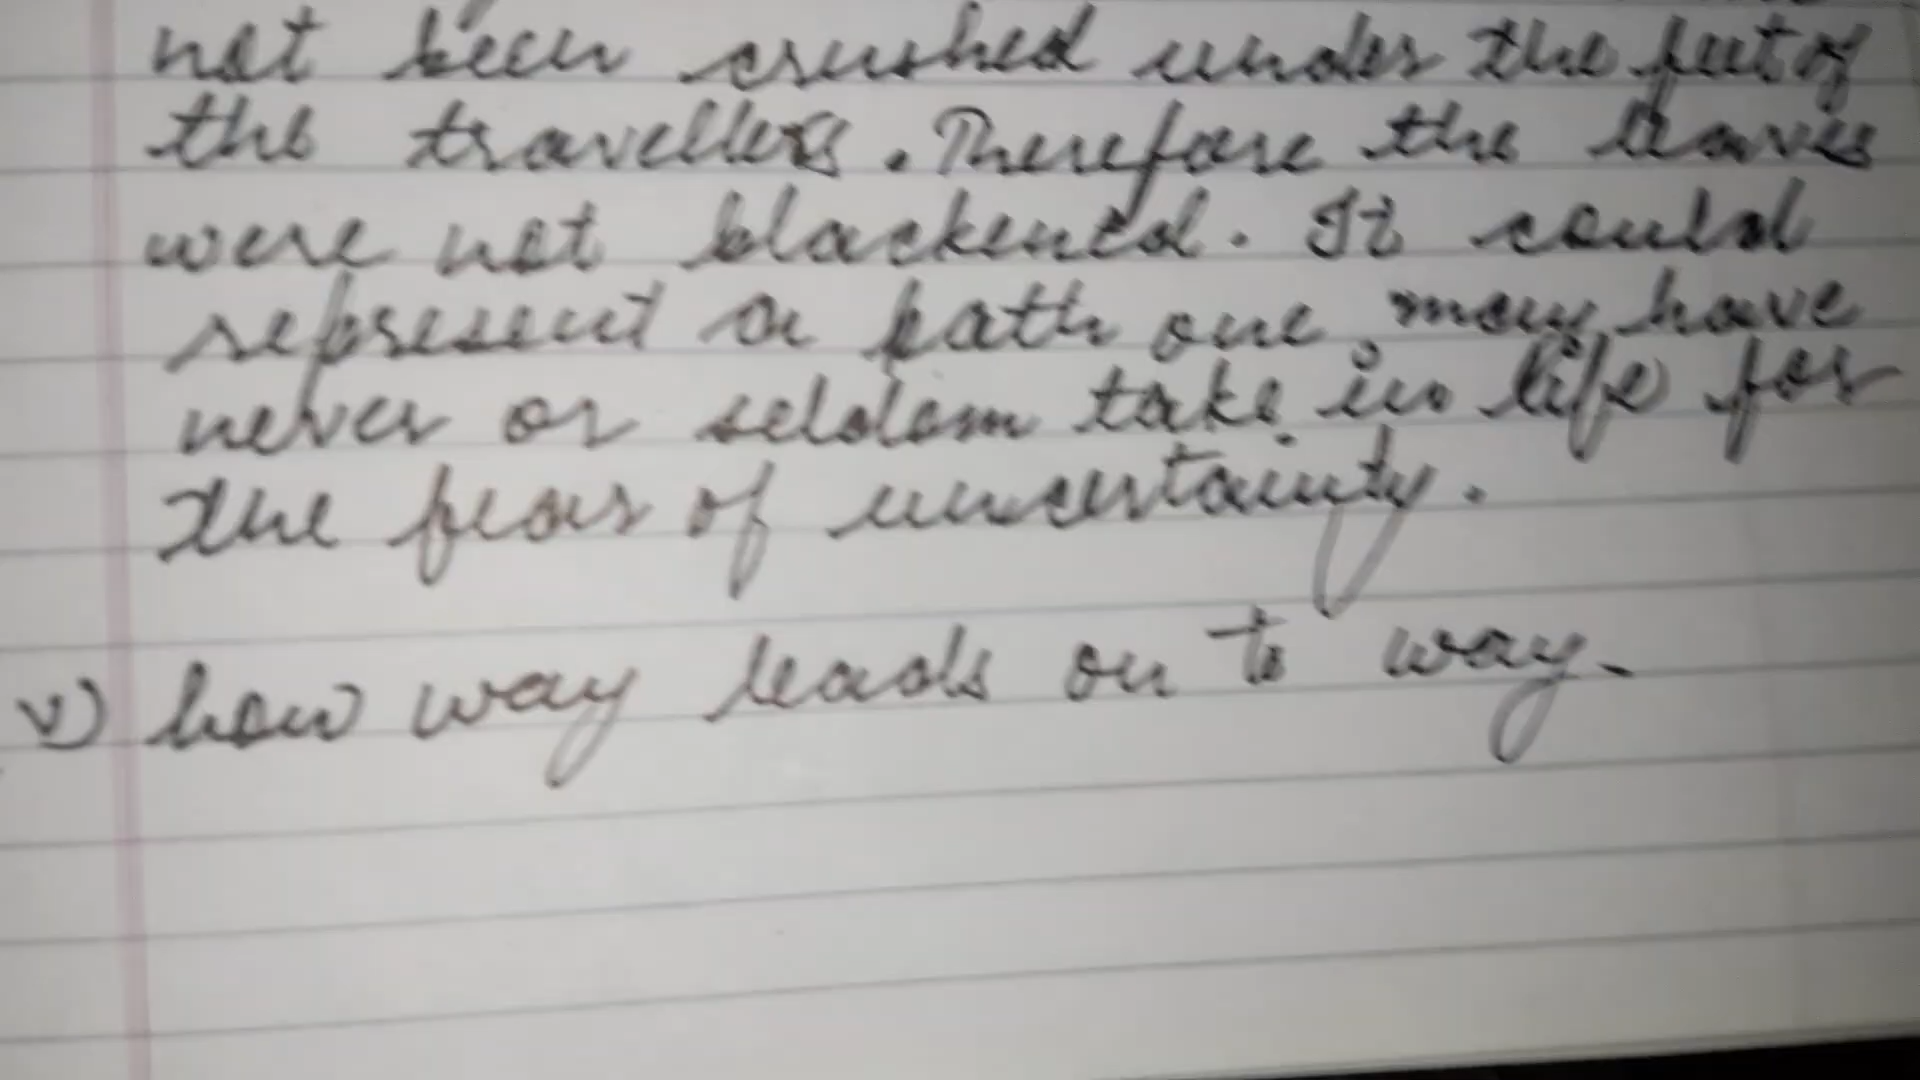 not been crushed under the feet of
the travellers. Therefore the leaves
were not blackened. It could
represent a path one may have
never or seldom take in life for
the fear of uncertainty.
v) how way leads on to way.